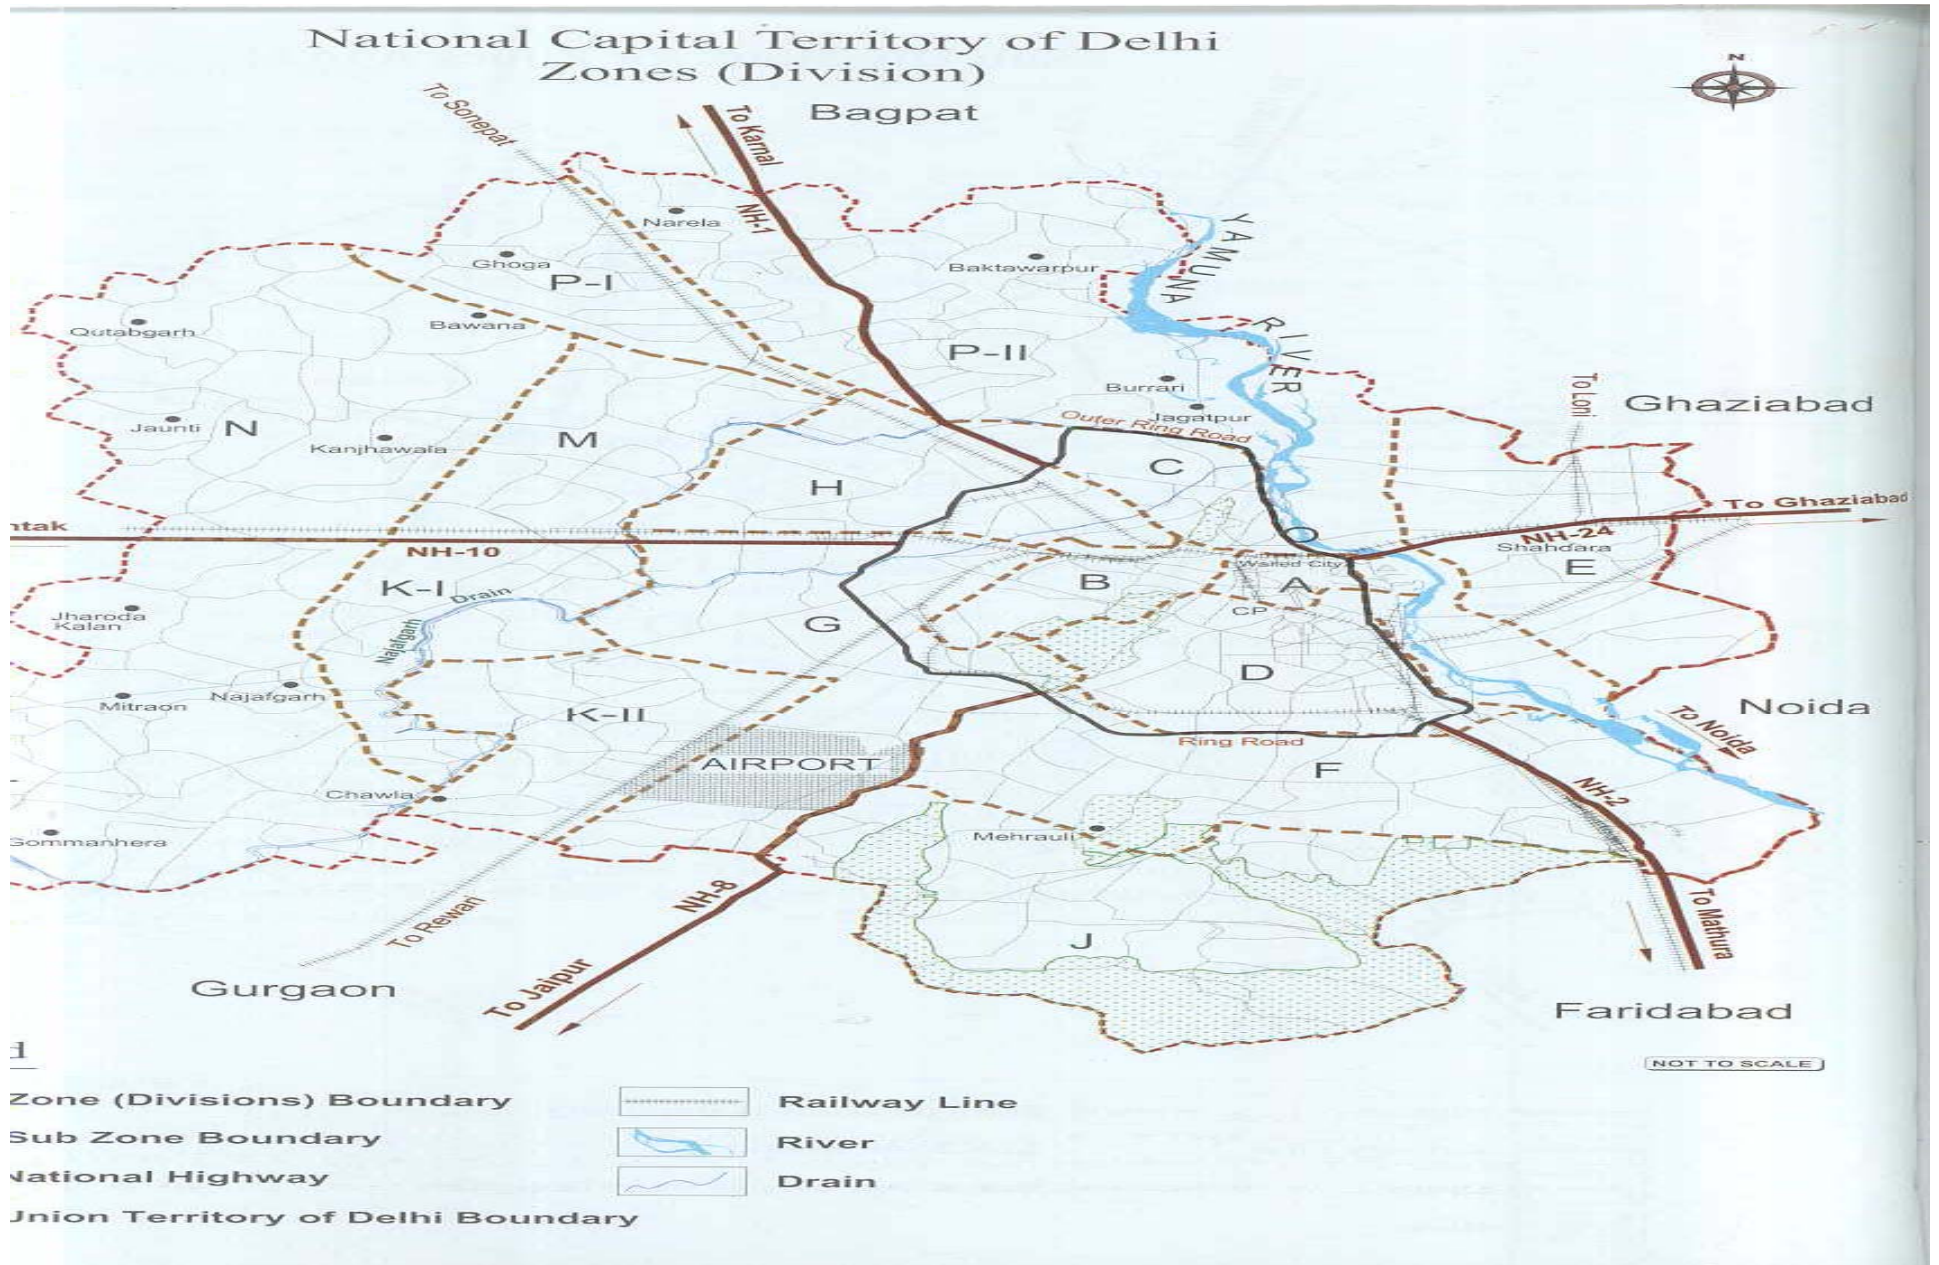 National Capital Territory of Delhi
Zones (Division)
N
To Sonepat
To Karnal
Bagpat
NH-1
Narela
YAMUNA
RIVER
Ghoga
P-I
Baktawarpur
Qutabgarh
Bawana
P-II
Burrari
Jagatpur
Outer Ring Road
To Loni
Ghaziabad
Jaunti
N
Kanjhawala
M
C
H
To Ghaziabad
ntak
NH-10
O
NH-24
Shahdara
Walled City
E
K-I
Drain
Najafgarh
B
A
CP
Jharoda
Kalan
G
D
Mitraon
Najafgarh
K-II
Noida
To Noida
Ring Road
AIRPORT
F
NH-2
Chawla
Gommanhera
Mehrauli
NH-8
To Rewari
To Mathura
J
Gurgaon
To Jaipur
Faridabad
d
NOT TO SCALE
Zone (Divisions) Boundary
Railway Line
Sub Zone Boundary
River
National Highway
Drain
Union Territory of Delhi Boundary